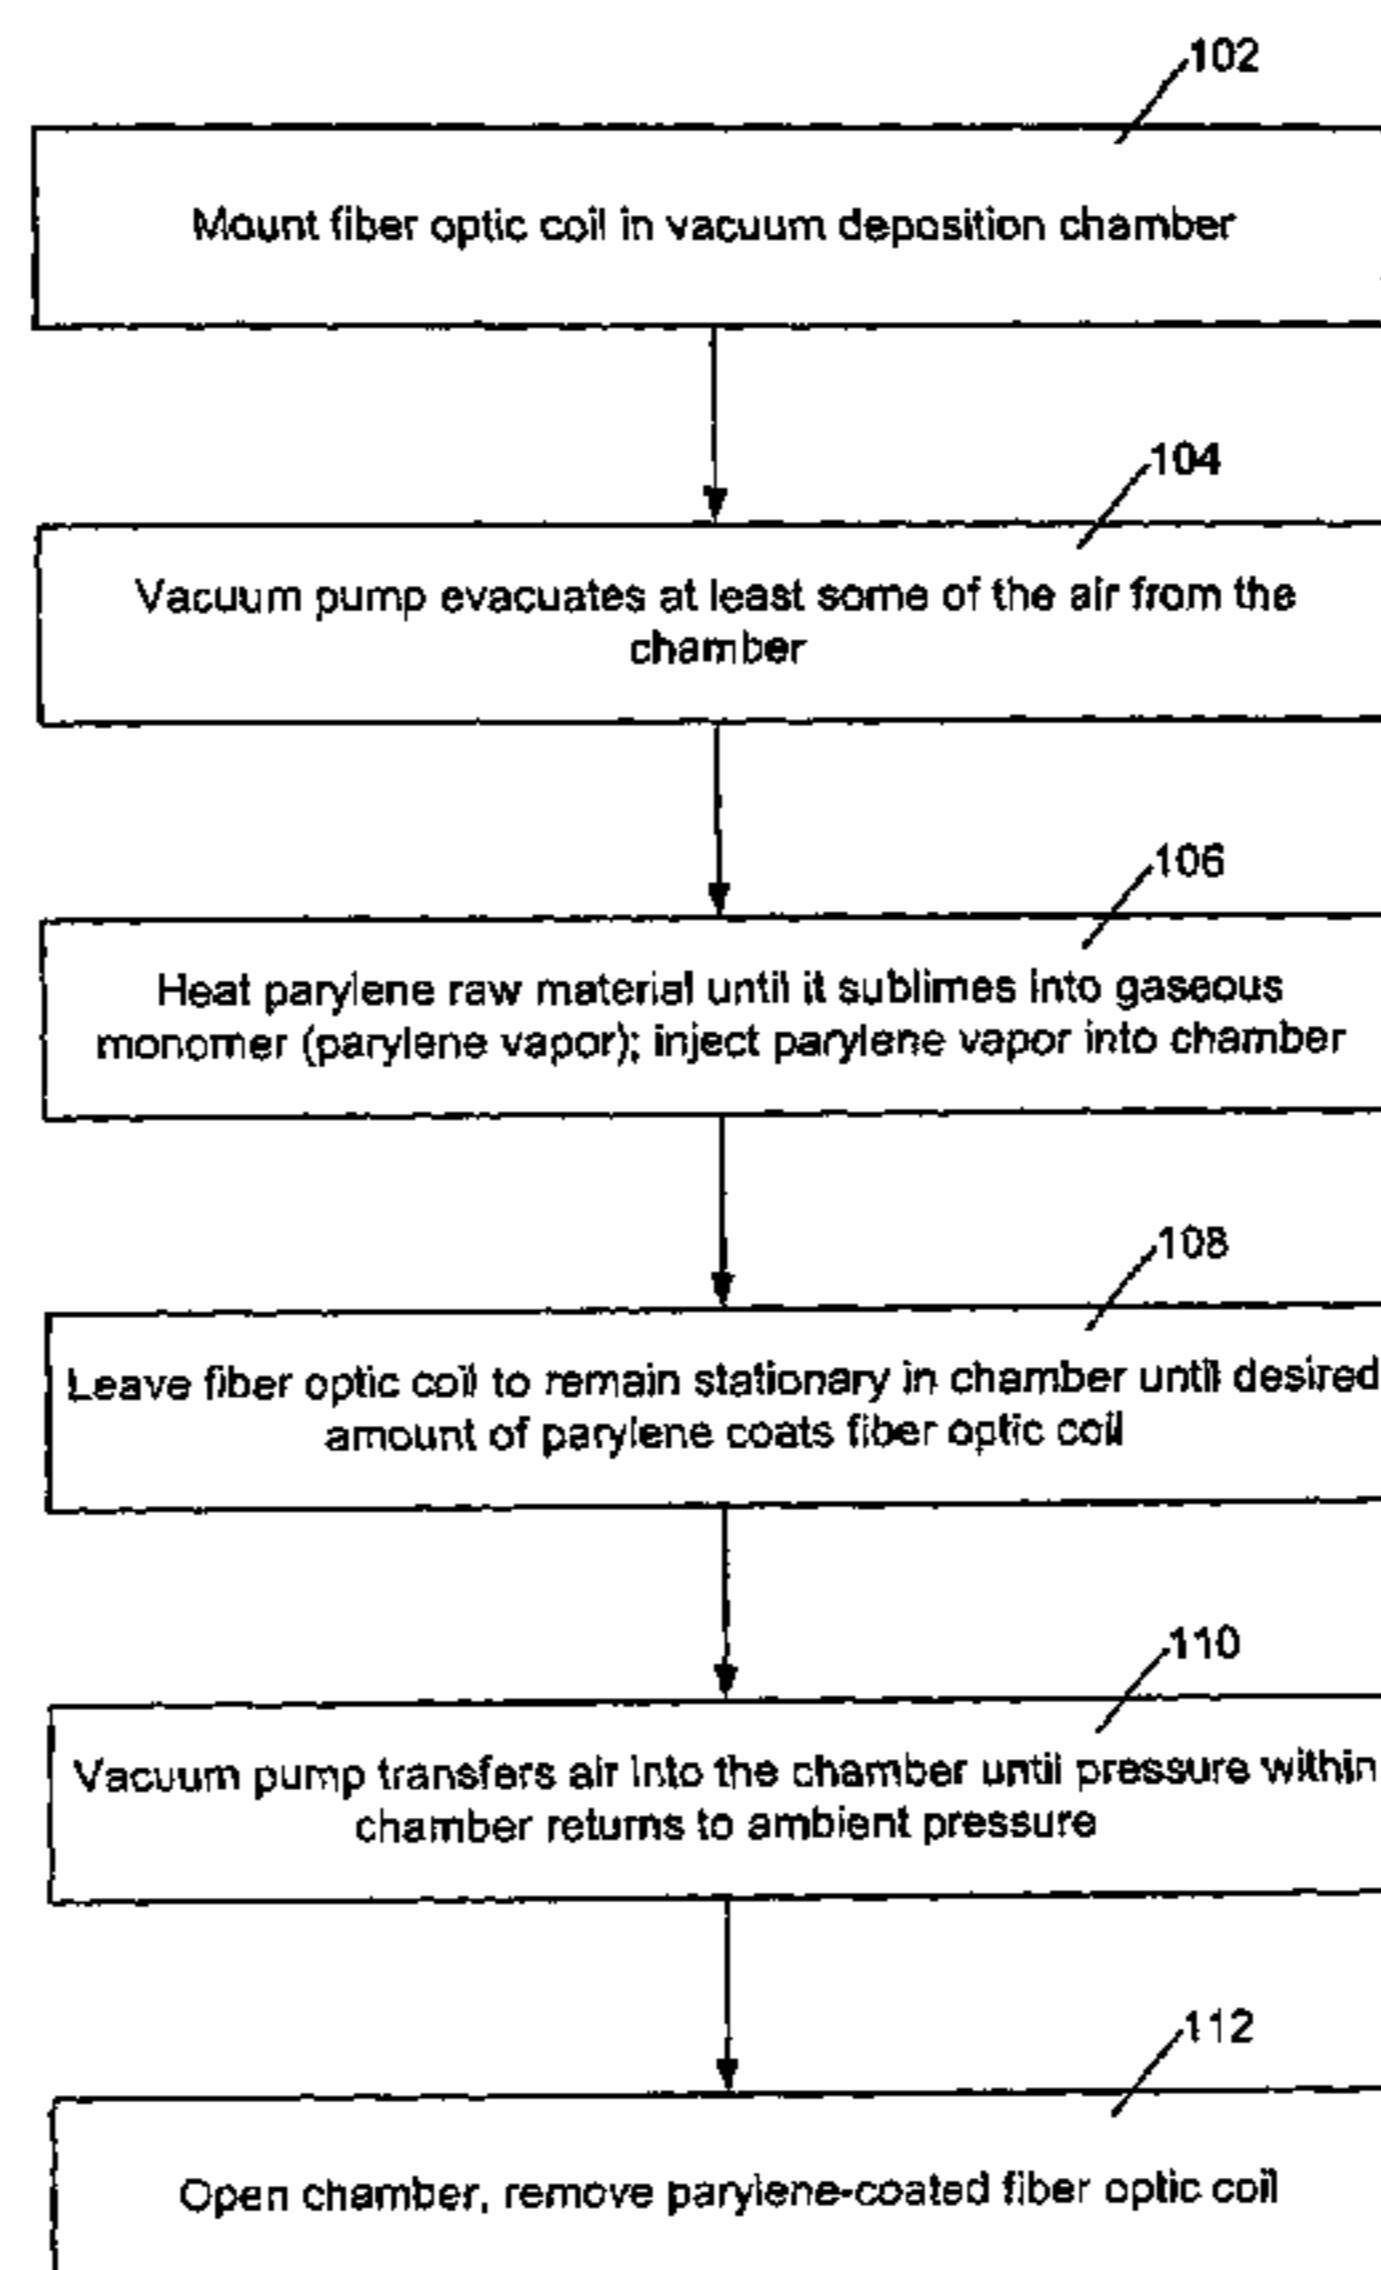 102
Mount fiber optic coil in vacuum deposition chamber
104
Vacuum pump evacuates at least some of the air from the
chamber
106
Heat parylene raw material until it sublimes into gaseous
monomer (parylene vapor); inject parylene vapor into chamber
108
Leave fiber optic coil to remain stationary in chamber until desired
amount of parylene coats fiber optic coil
110
Vacuum pump transfers air into the chamber until pressure within
chamber returns to ambient pressure
112
Open chamber, remove parylene-coated fiber optic coil